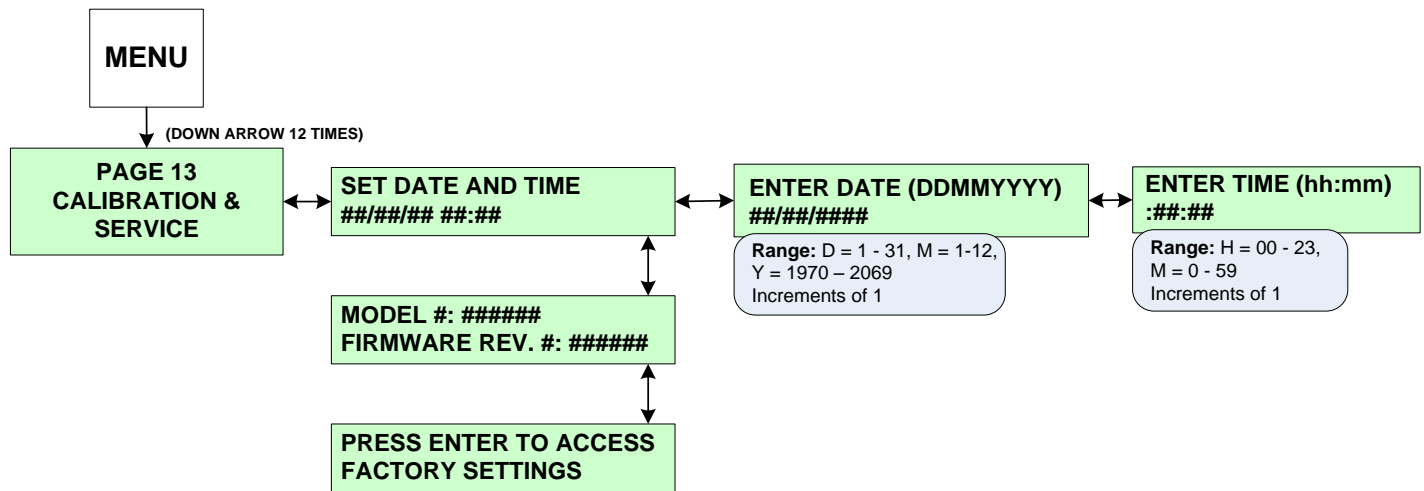 MENU
(DOWN ARROW 12 TIMES)
PAGE 13
CALIBRATION &
SERVICE
SET DATE AND TIME
##/##/## ##:##
ENTER DATE (DDMMYYYY)
##/##/####
Range: D = 1 - 31, M = 1-12,
Y = 1970 – 2069
Increments of 1
ENTER TIME (hh:mm)
:##:##
Range: H = 00 - 23,
M = 0 - 59
Increments of 1
MODEL #: ######
FIRMWARE REV. #: ######
PRESS ENTER TO ACCESS
FACTORY SETTINGS